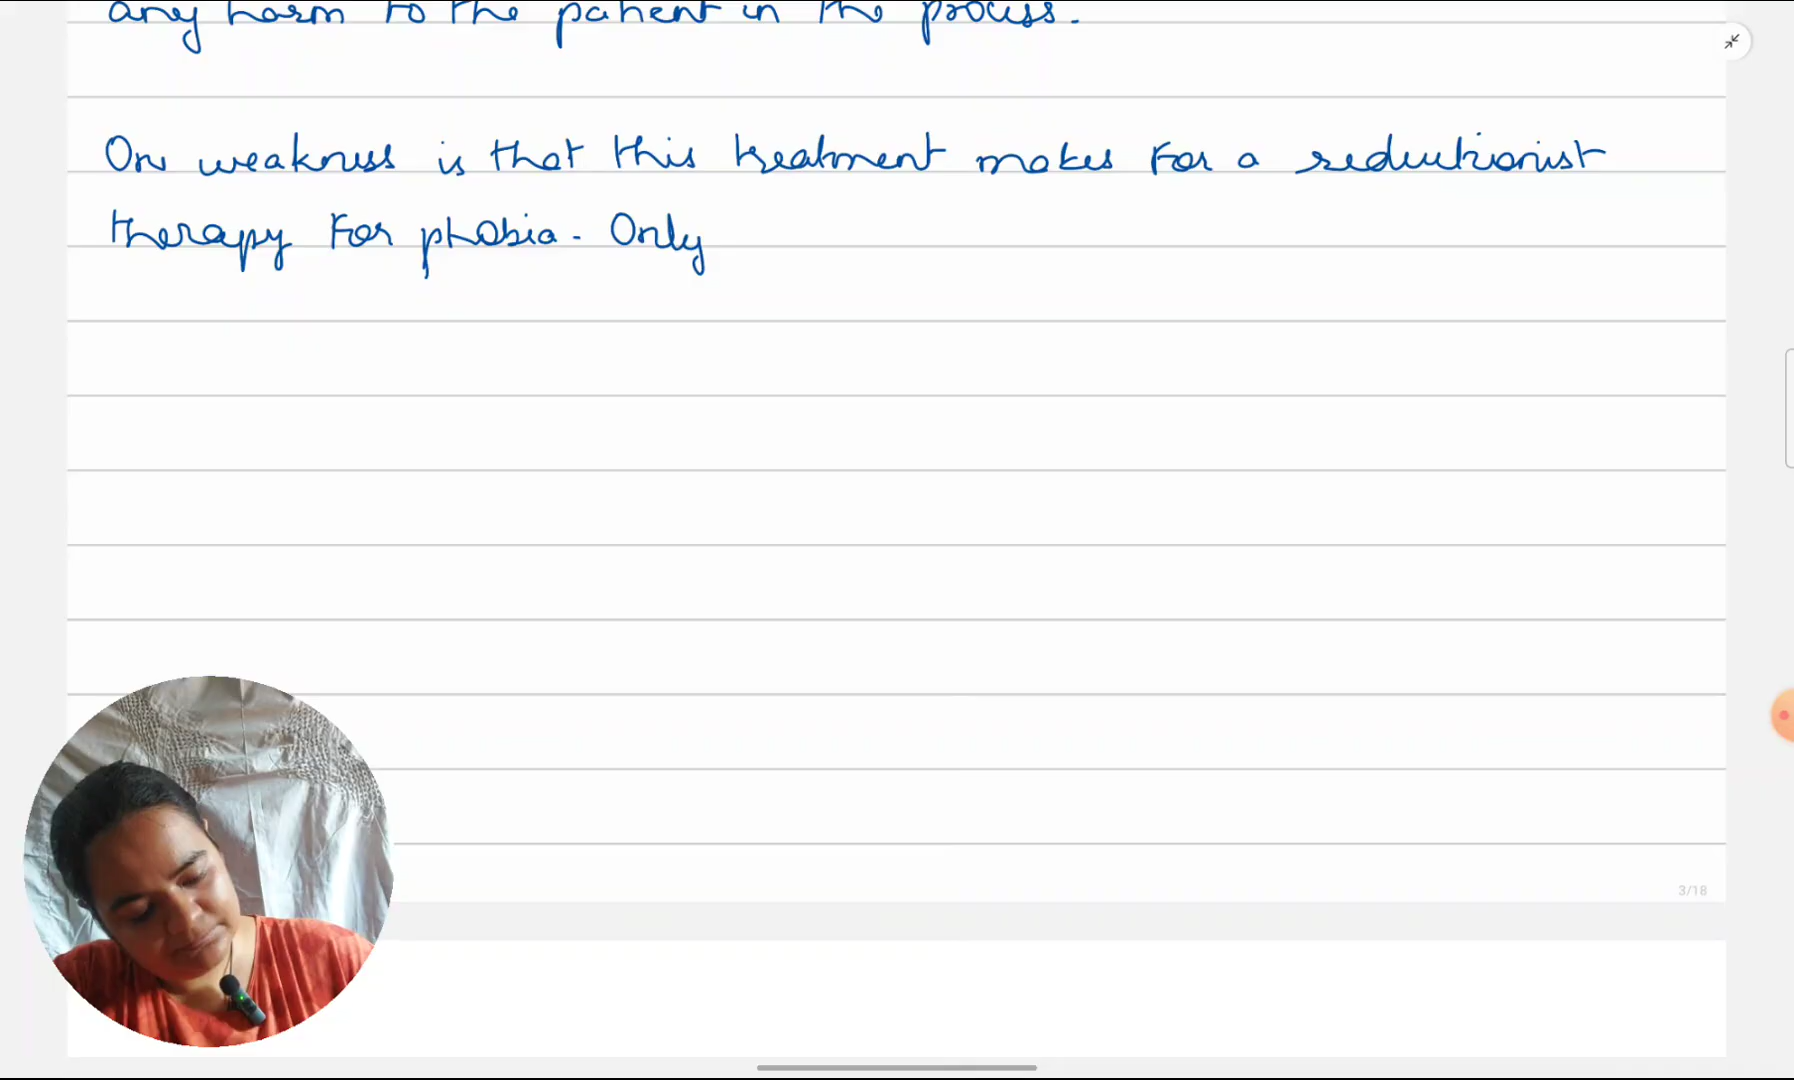 any harm to the patient in the process.
One weakness is that this treatment makes for a reductionist
therapy for phobia. Only
3/18